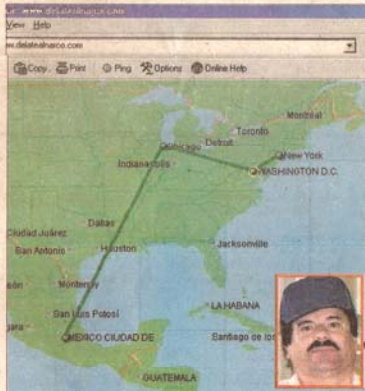 www.delatealnarco.com
View Help
ww.delatealnarco.com
Copy Print Ping Options Online Help
Montreal
Toronto
Chicago
Detroit
New York
Indianapolis
WASHINGTON D.C.
Ciudad Juárez
Dallas
San Antonio
Houston
Jacksonville
Monterrey
San Luis Potosí
LA HABANA
MEXICO CIUDAD DE
Santiago de
GUATEMALA